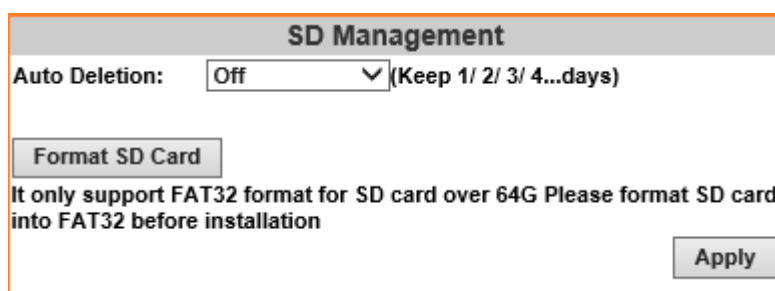 SD Management
Auto Deletion: Off (Keep 1/ 2/ 3/ 4...days)
Format SD Card
It only support FAT32 format for SD card over 64G Please format SD card
into FAT32 before installation
Apply